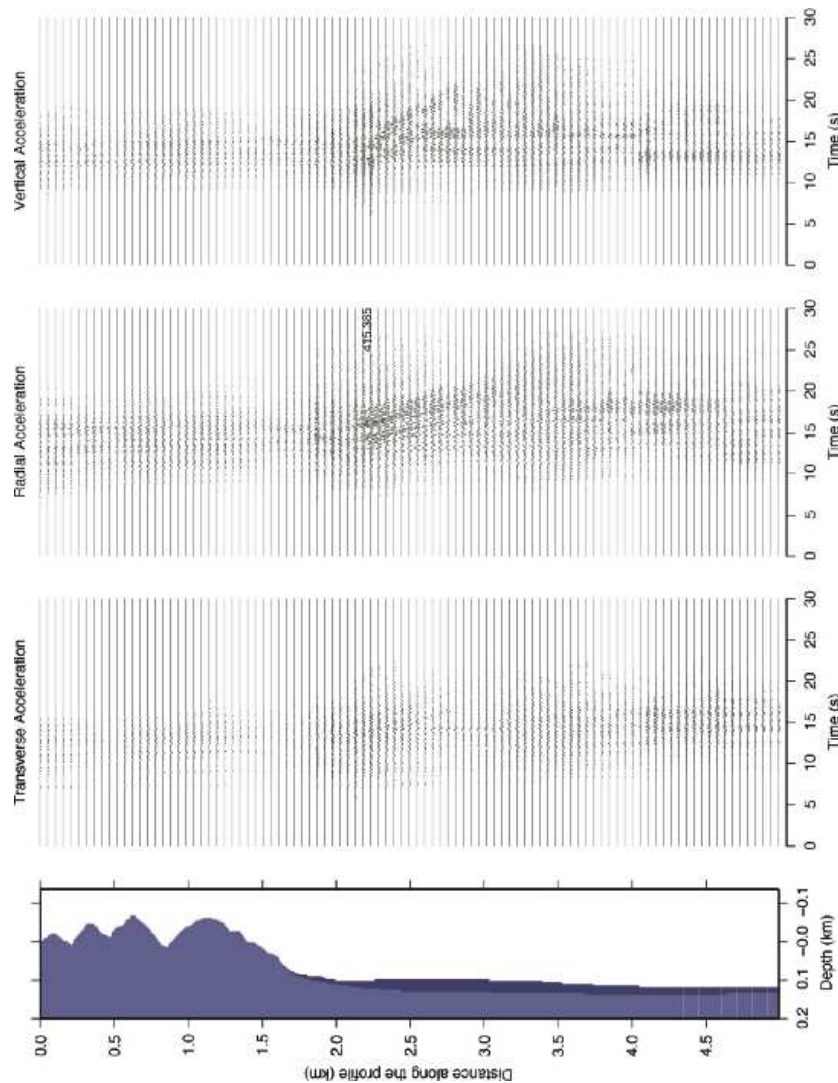 Vertical Acceleration
0 5 10 15 20 25 30
Time (s)
Radial Acceleration
415.385
0 5 10 15 20 25 30
Time (s)
Transverse Acceleration
0 5 10 15 20 25 30
Time (s)
0.2 0.1 -0.0 -0.1
Depth (km)
0.0 0.5 1.0 1.5 2.0 2.5 3.0 3.5 4.0 4.5
Distance along the profile (km)